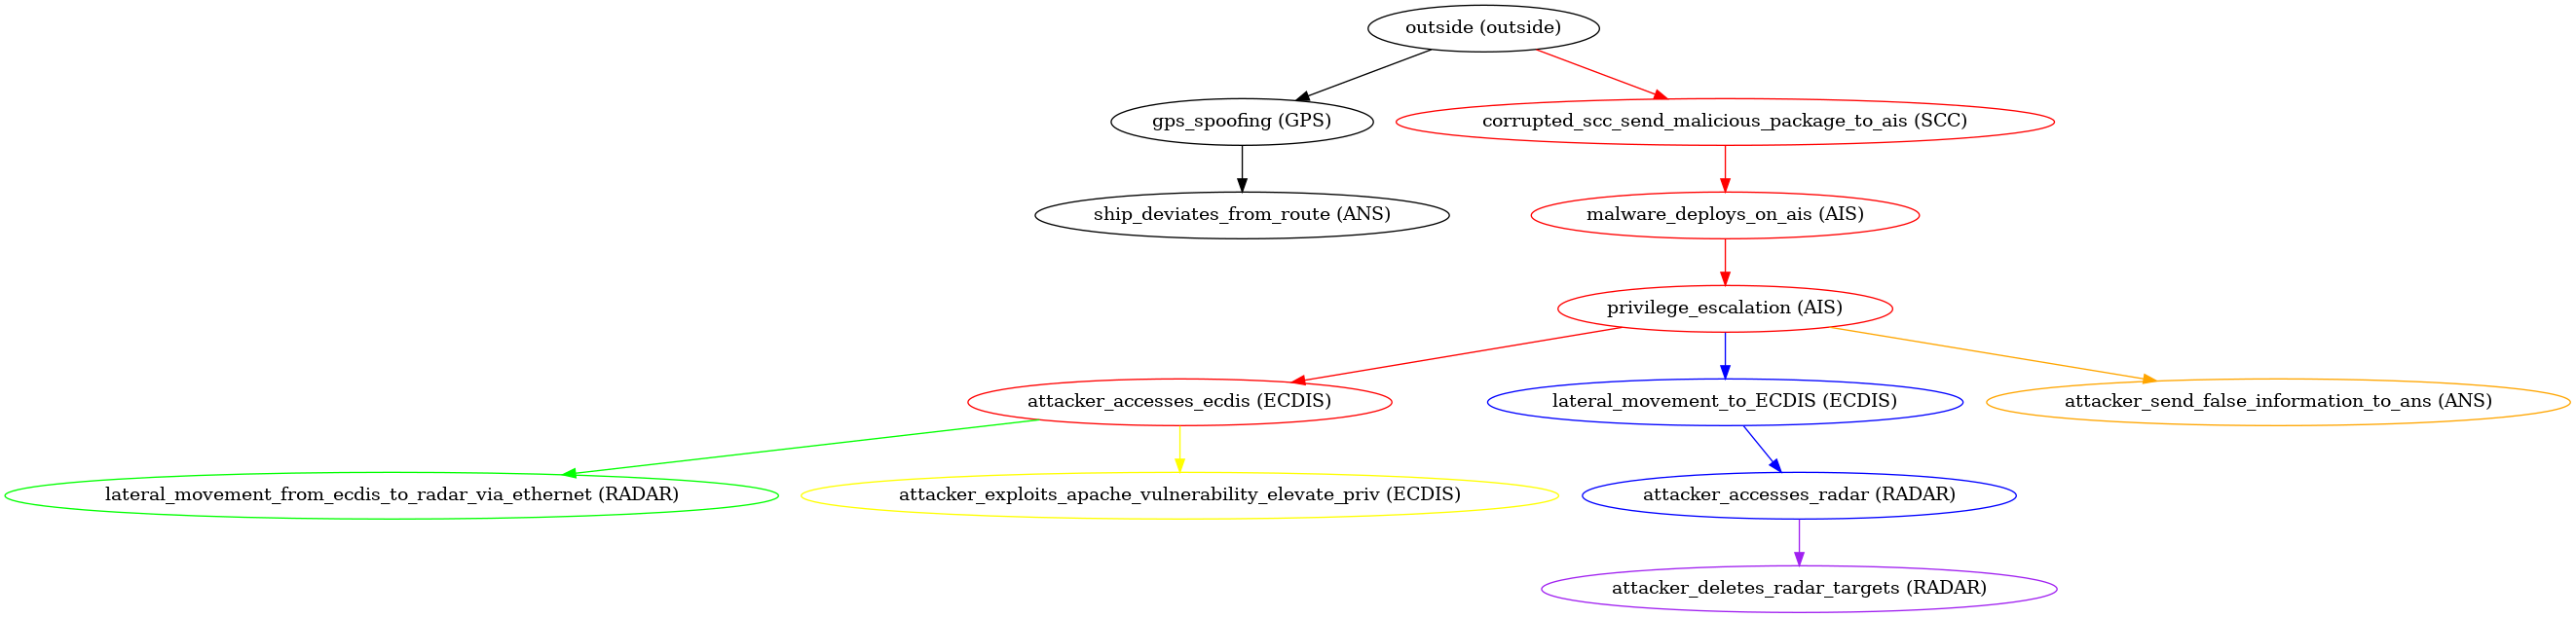 outside (outside)
gps_spoofing (GPS)
corrupted_scc_send_malicious_package_to_ais (SCC)
ship_deviates_from_route (ANS)
malware_deploys_on_ais (AIS)
privilege_escalation (AIS)
attacker_accesses_ecdis (ECDIS)
lateral_movement_to_ECDIS (ECDIS)
attacker_send_false_information_to_ans (ANS)
lateral_movement_from_ecdis_to_radar_via_ethernet (RADAR)
attacker_exploits_apache_vulnerability_elevate_priv (ECDIS)
attacker_accesses_radar (RADAR)
attacker_deletes_radar_targets (RADAR)